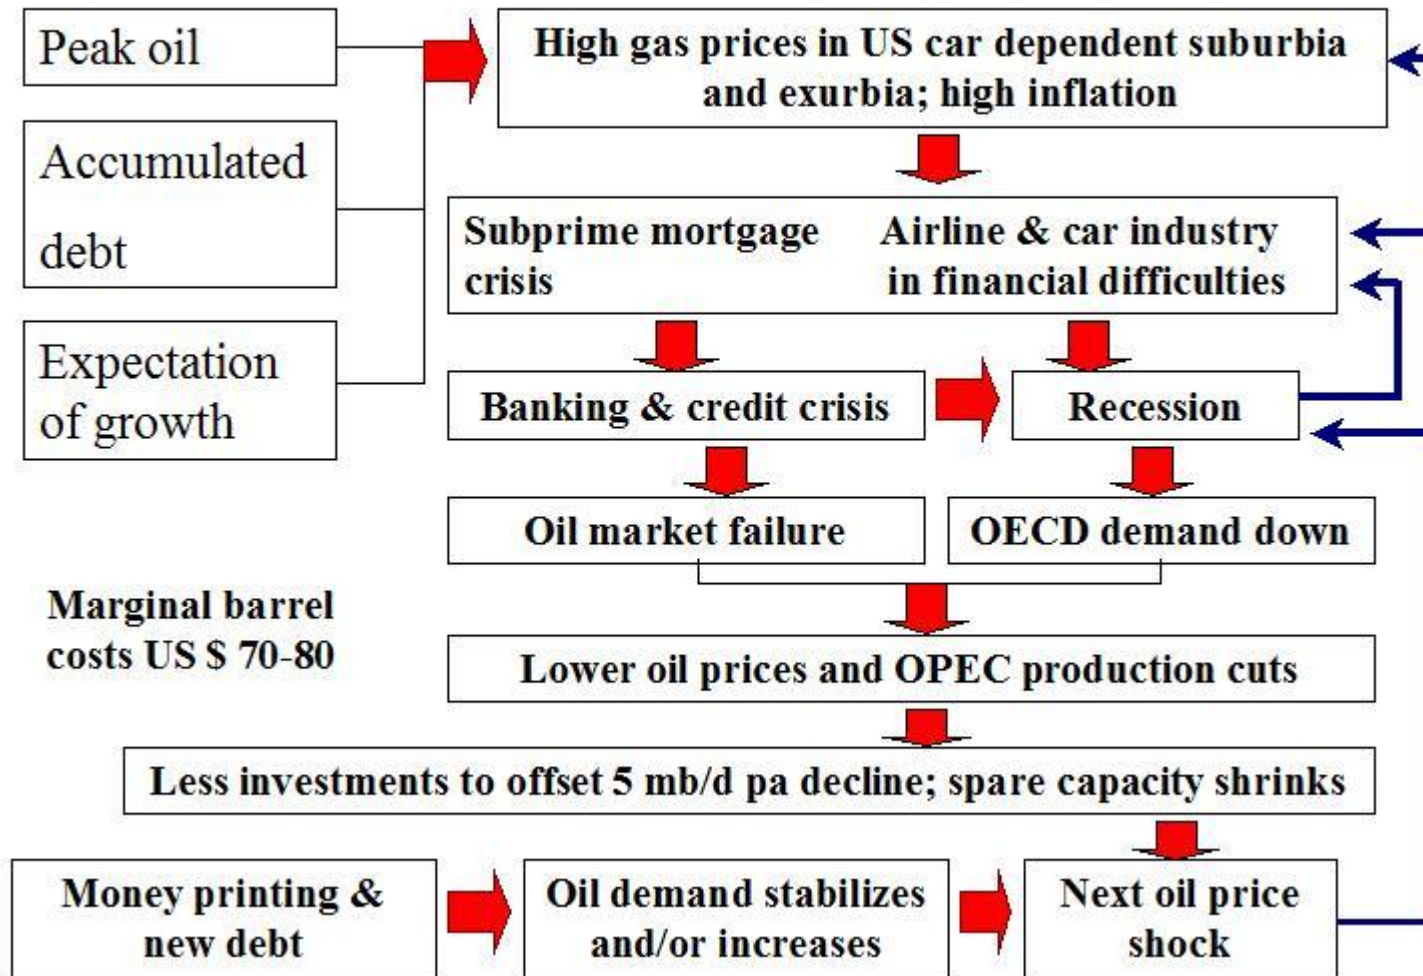 Peak oil
High gas prices in US car dependent suburbia
and exurbia; high inflation
Accumulated
debt
Subprime mortgage
crisis
Airline & car industry
in financial difficulties
Expectation
of growth
Banking & credit crisis
Recession
Oil market failure
OECD demand down
Marginal barrel
costs US $ 70-80
Lower oil prices and OPEC production cuts
Less investments to offset 5 mb/d pa decline; spare capacity shrinks
Money printing &
new debt
Oil demand stabilizes
and/or increases
Next oil price
shock